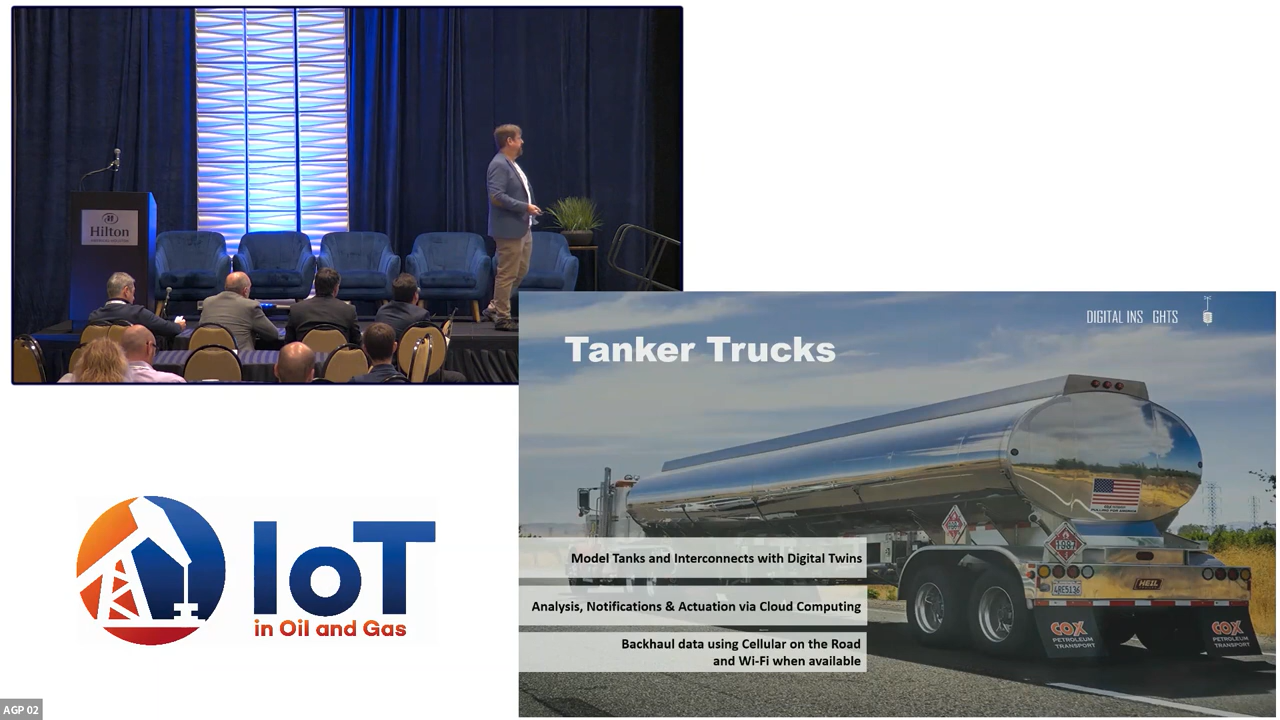 Hilton
DIGITAL INS GHTS
Tanker Trucks
Model Tanks and Interconnects with Digital Twins
Analysis, Notifications & Actuation via Cloud Computing
Backhaul data using Cellular on the Road
and Wi-Fi when available
1987
HEIL
4RE5136
COX
PETROLEUM
TRANSPORT
COX
PETROLEUM
TRANSPORT
IoT
in Oil and Gas
AGP 02